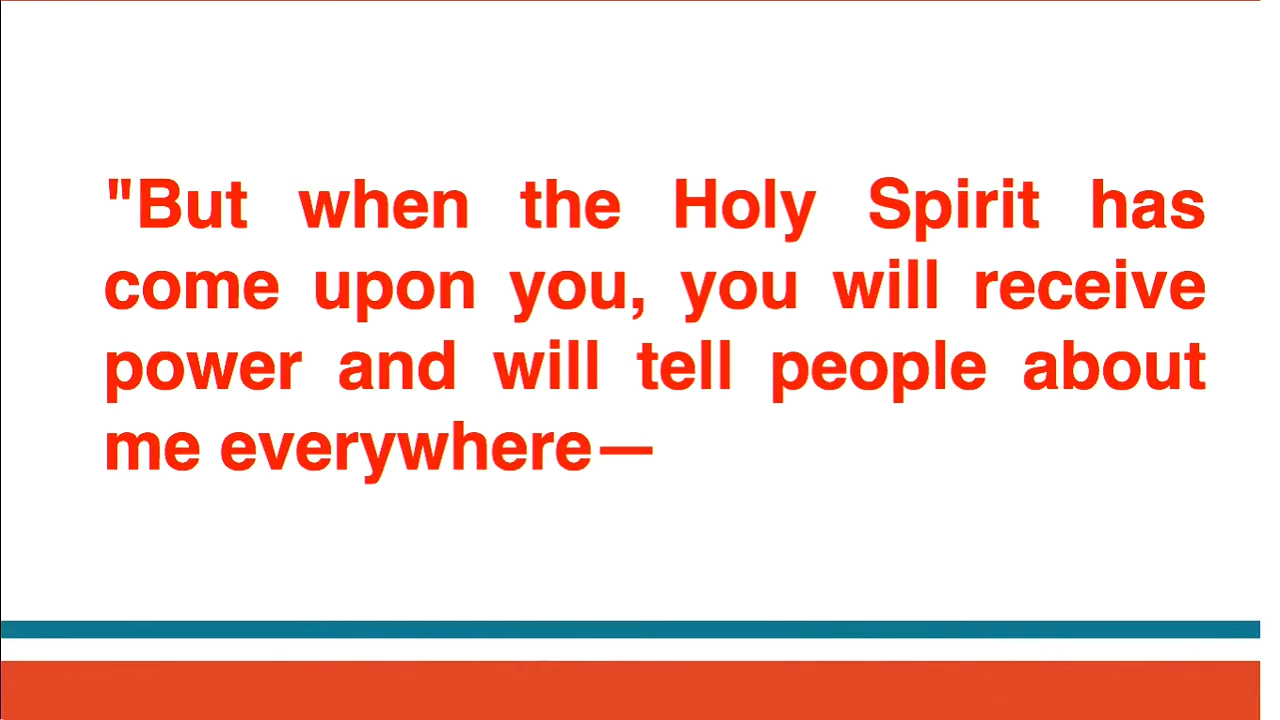 "But when the Holy Spirit has
come upon you, you will receive
power and will tell people about
me everywhere—